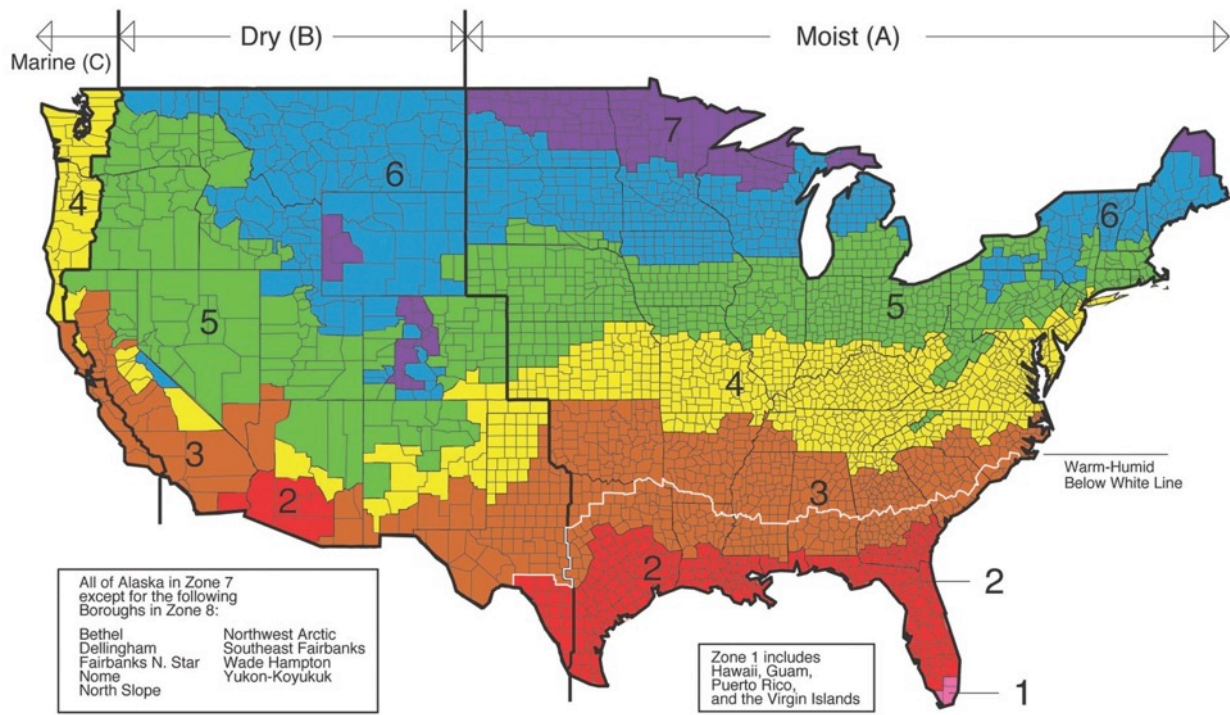 Marine (C)
Dry (B)
Moist (A)
7
6
4
6
5
5
4
3
3
2
2
Warm-Humid
Below White Line
2
1
All of Alaska in Zone 7
except for the following
Boroughs in Zone 8:
Bethel
Dellingham
Fairbanks N. Star
Nome
North Slope
Northwest Arctic
Southeast Fairbanks
Wade Hampton
Yukon-Koyukuk
Zone 1 includes
Hawaii, Guam,
Puerto Rico,
and the Virgin Islands